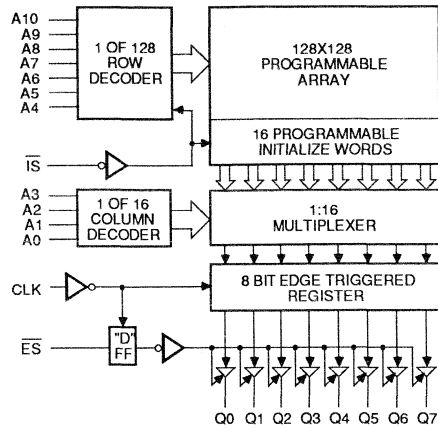 A10
A9
A8
A7
A6
A5
A4
1 OF 128
ROW
DECODER
128X128
PROGRAMMABLE
ARRAY
16 PROGRAMMABLE
INITIALIZE WORDS
IS
A3
A2
A1
A0
1 OF 16
COLUMN
DECODER
1:16
MULTIPLEXER
CLK
8 BIT EDGE TRIGGERED
REGISTER
ES
"D"
FF
Q0 Q1 Q2 Q3 Q4 Q5 Q6 Q7